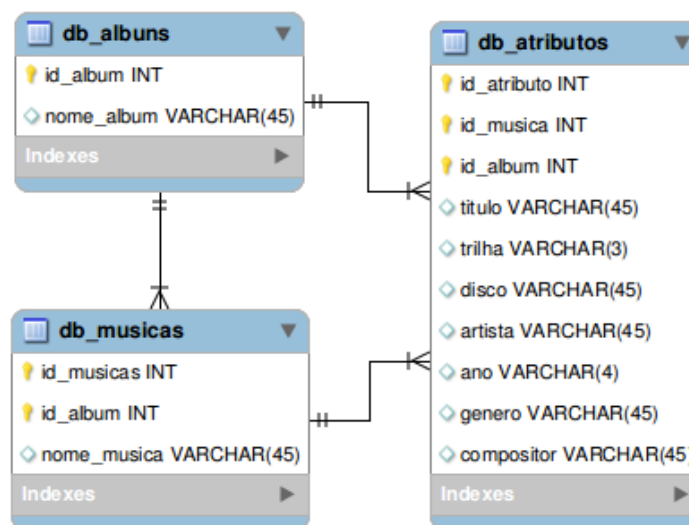 db_albuns
id_album INT
nome_album VARCHAR(45)
Indexes
db_musicas
id_musicas INT
id_album INT
nome_musica VARCHAR(45)
Indexes
db_atributos
id_atributo INT
id_musica INT
id_album INT
titulo VARCHAR(45)
trilha VARCHAR(3)
disco VARCHAR(45)
artista VARCHAR(45)
ano VARCHAR(4)
genero VARCHAR(45)
compositor VARCHAR(45)
Indexes